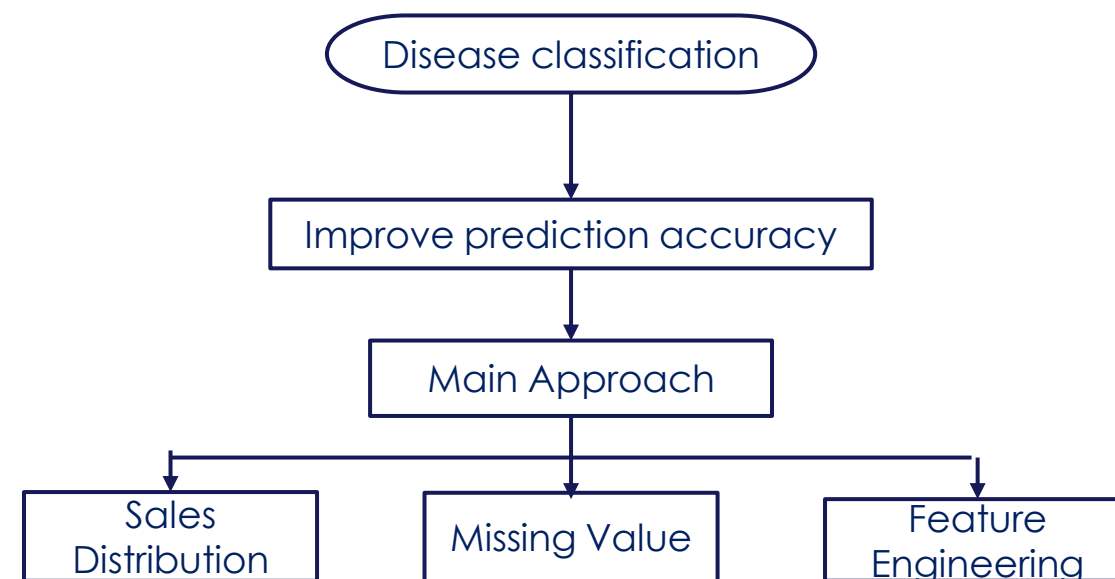 Disease classification
Improve prediction accuracy
Main Approach
Sales
Distribution
Missing Value
Feature
Engineering